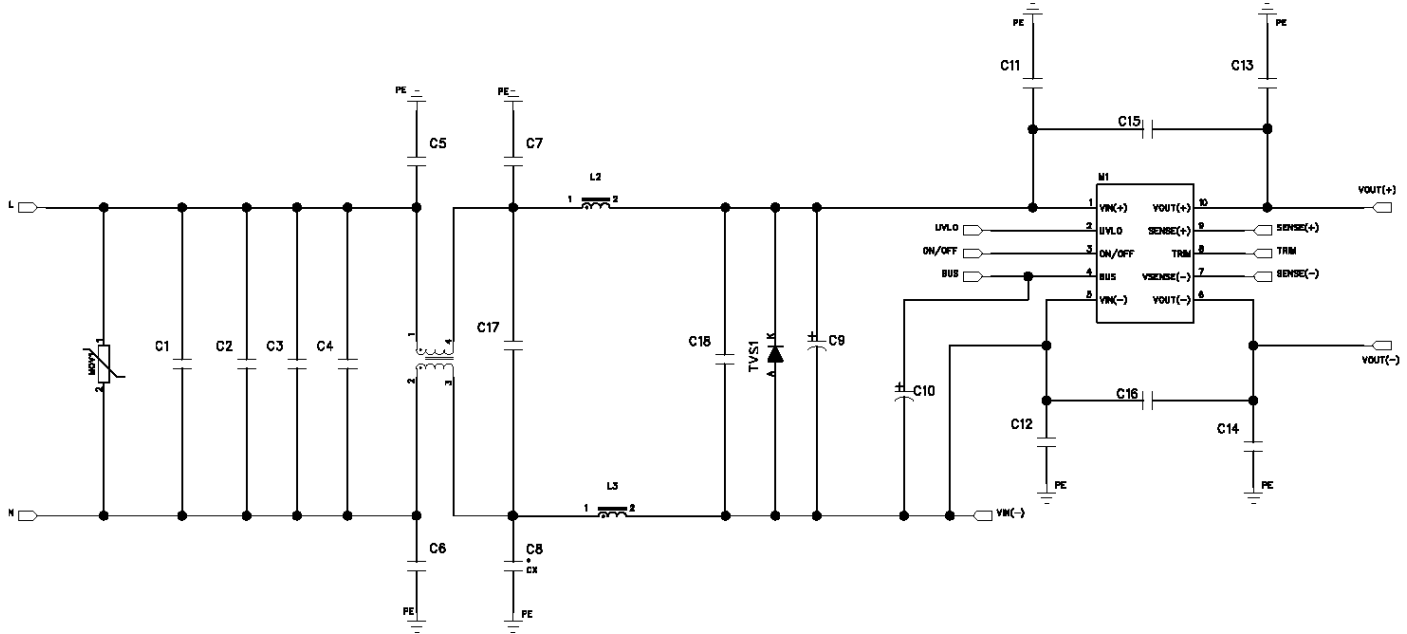 PE
PE
C11
C13
PE -
PE-
C15
C5
C7
L2
M1
1 2
L
VOUT(+)
1 VIN(+) VOUT(+) 10
UVLO 2 UVLO SENSE(+) 9 SENSE(+)
ON/OFF 3 ON/OFF TRIM 8 TRIM
BUS 4 BUS VSENSE(-) 7 SENSE(-)
5 VIN(-) VOUT(-) 6
MOV1
1
2
C1
C2
C3
C4
1
4
2
3
C17
C18
TVS1
K
A
+
C9
+
C10
VOUT(-)
C16
C12
C14
PE
PE
L3
1 2
N
VIN(-)
C6
C8
CX
PE
PE